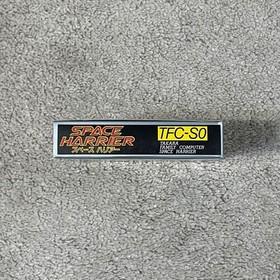 SPACE
HARRIER
スペース ハリアー
TFC-SO
TAKARA
FAMILY COMPUTER
SPACE HARRIER